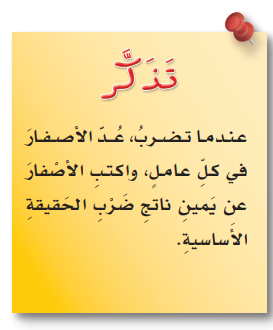 تَذَكَّر
عندما تضربُ، عُدّ الأصفارَ
في كلِّ عاملٍ، واكتبِ الأصْفارَ
عن يَمينِ ناتجِ ضَرْبِ الحَقيقةِ
الأَساسيةِ.